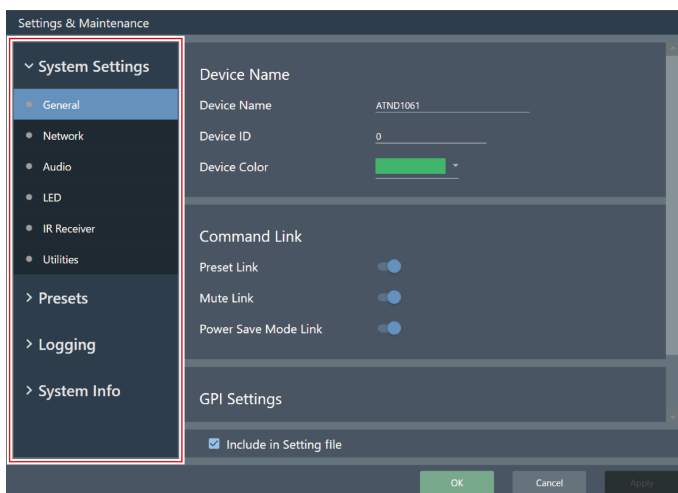 Settings & Maintenance
System Settings
General
Network
Audio
LED
IR Receiver
Utilities
Presets
Logging
System Info
Device Name
Device Name ATND1061
Device ID 0
Device Color
Command Link
Preset Link
Mute Link
Power Save Mode Link
GPI Settings
Include in Setting file
OK Cancel Apply